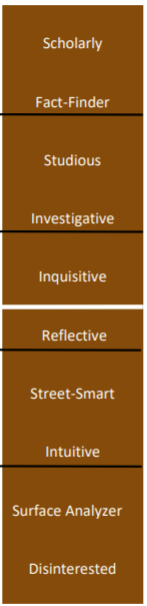 Scholarly
Fact-Finder
Studious
Investigative
Inquisitive
Reflective
Street-Smart
Intuitive
Surface Analyzer
Disinterested